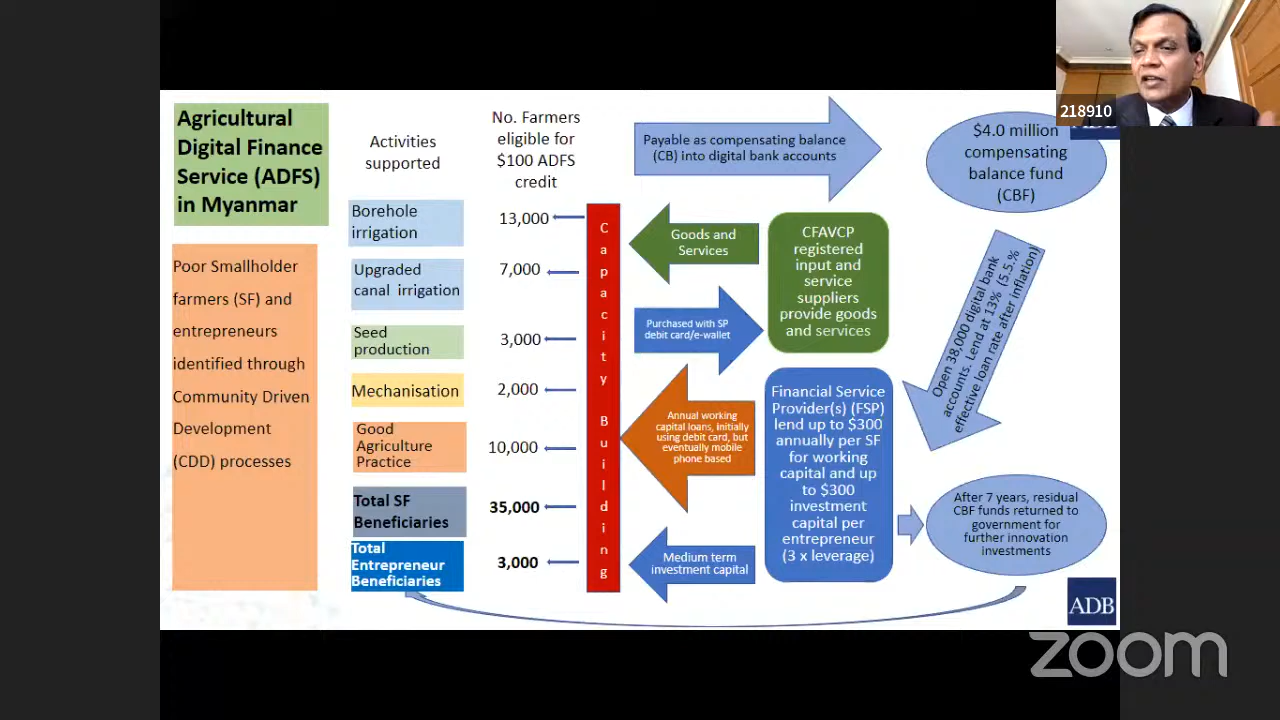 Agricultural
Digital Finance
Service (ADFS)
in Myanmar
Poor Smallholder
farmers (SF) and
entrepreneurs
identified through
Community Driven
Development
(CDD) processes
Activities
supported
No. Farmers
eligible for
$100 ADFS
credit
Borehole
irrigation
13,000
Upgraded
canal irrigation
7,000
Seed
production
3,000
Mechanisation
2,000
Good
Agriculture
Practice
10,000
Total SF
Beneficiaries
35,000
Total
Entrepreneur
Beneficiaries
3,000
Capacity Building
Payable as compensating balance
(CB) into digital bank accounts
Goods and
Services
Purchased with SP
debit card/e-wallet
Annual working
capital loans, initially
using debit card, but
eventually mobile
phone based
Medium term
investment capital
CFAVCP
registered
input and
service
suppliers
provide goods
and services
Financial Service
Provider(s) (FSP)
lend up to $300
annually per SF
for working
capital and up
to $300
investment
capital per
entrepreneur
(3 x leverage)
$4.0 million
compensating
balance fund
(CBF)
Open 38,000 digital bank
accounts. Lend at 13% (5.5.%
effective loan rate after inflation)
After 7 years, residual
CBF funds returned to
government for
further innovation
investments
218910
ADB
ADB
zoom